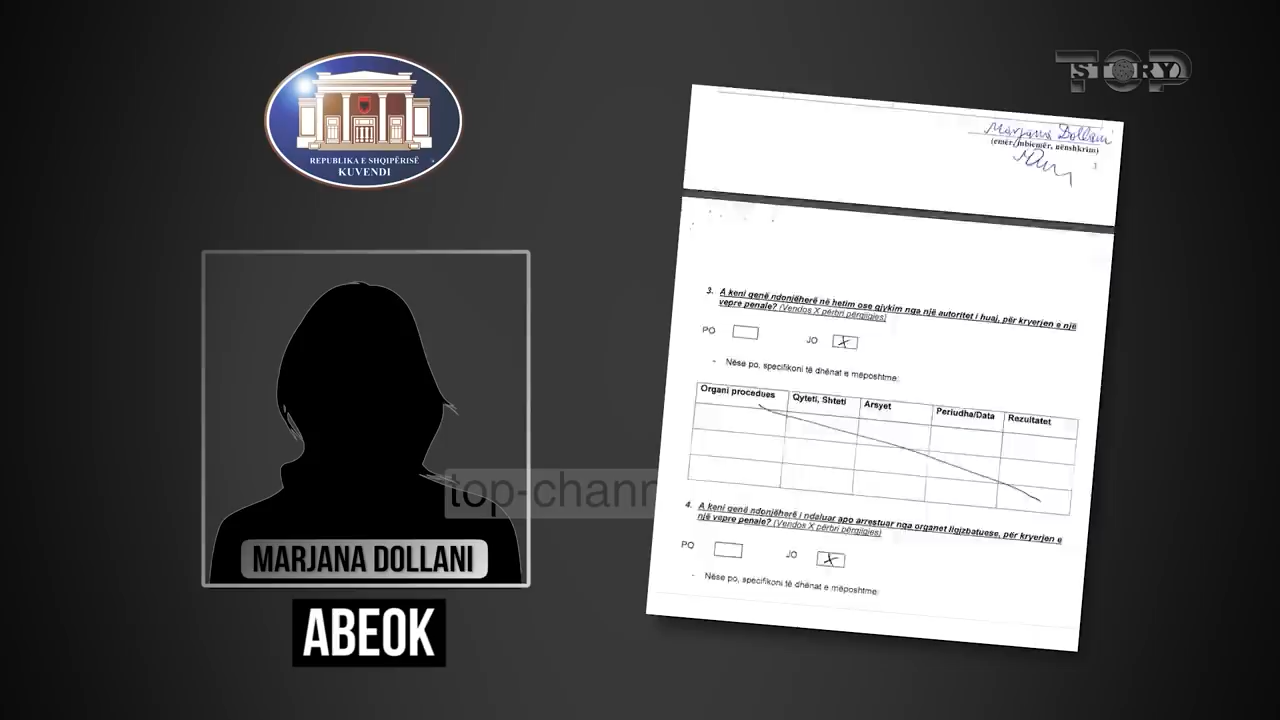 REPUBLIKA E SHQIPËRISË
KUVENDI
TOP
STORY
MARJANA DOLLANI
ABEOK
top-chann
Marjana Dollani
(emër, mbiemër, nënshkrim)
3
3. A keni qenë ndonjëherë në hetim ose gjykim nga një autoritet i huaj, për kryerjen e një
vepre penale? (Vendos X përbri përgjigjes)
PO JO X
- Nëse po, specifikoni të dhënat e mëposhtme:
Organi procedues Qyteti, Shteti Arsyet Periudha/Data Rezultatet
4. A keni qenë ndonjëherë i ndaluar apo arrestuar nga organet ligjzbatuese, për kryerjen e
një vepre penale? (Vendos X përbri përgjigjes)
PO JO X
- Nëse po, specifikoni të dhënat e mëposhtme: